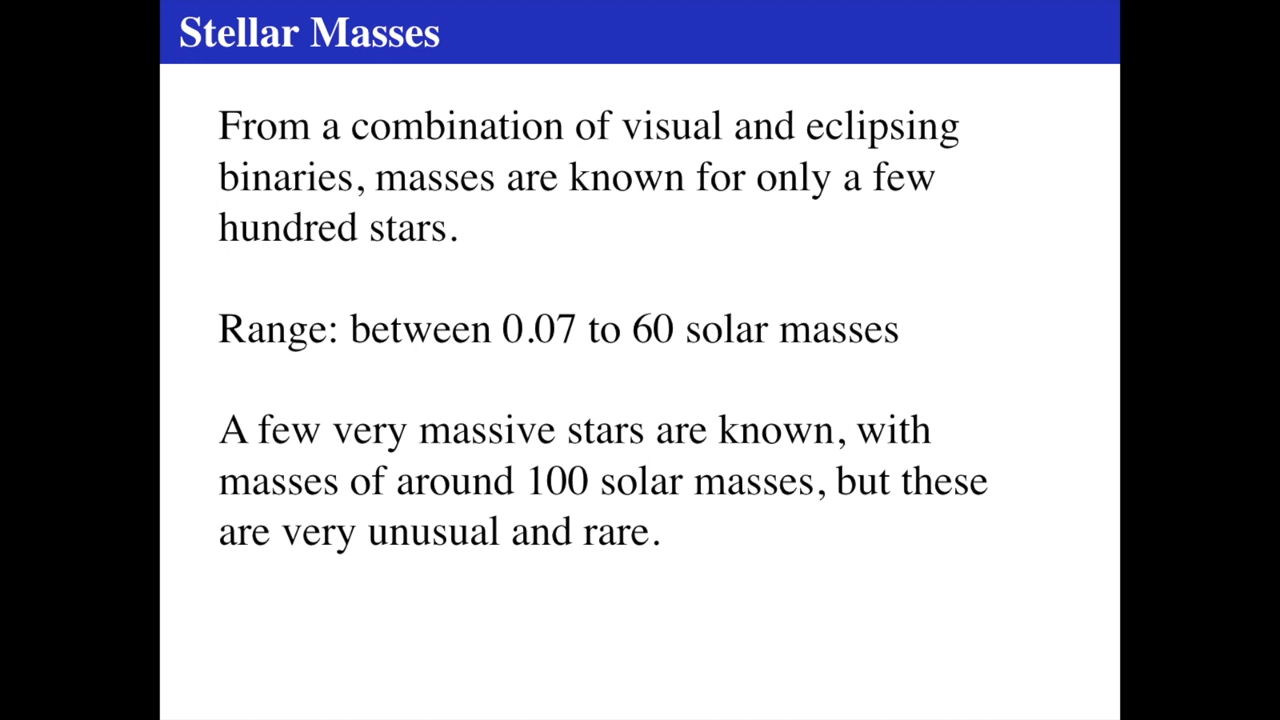 Stellar Masses
From a combination of visual and eclipsing
binaries, masses are known for only a few
hundred stars.
Range: between 0.07 to 60 solar masses
A few very massive stars are known, with
masses of around 100 solar masses, but these
are very unusual and rare.